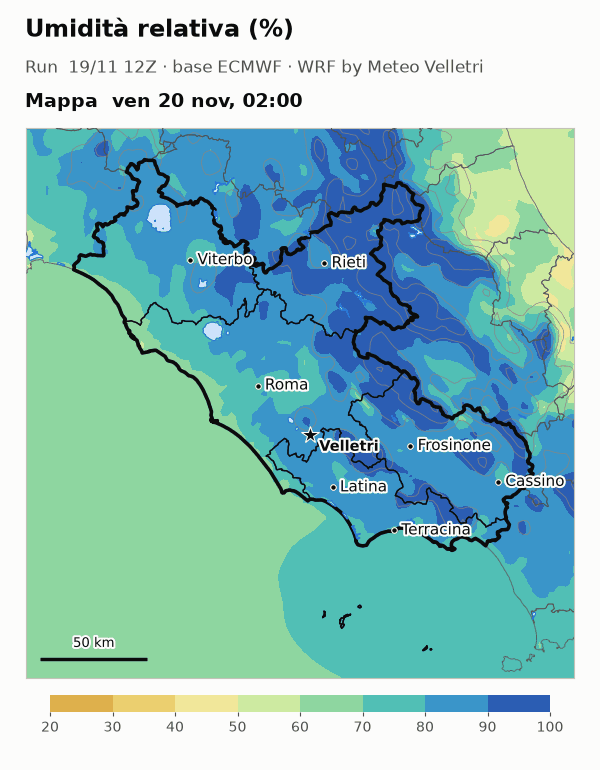 Umidità relativa (%)
Run  19/11 12Z · base ECMWF · WRF by Meteo Velletri
Mappa  ven 20 nov, 02:00
Viterbo
Rieti
Roma
Velletri
Frosinone
Cassino
Latina
Terracina
50 km
20 30 40 50 60 70 80 90 100